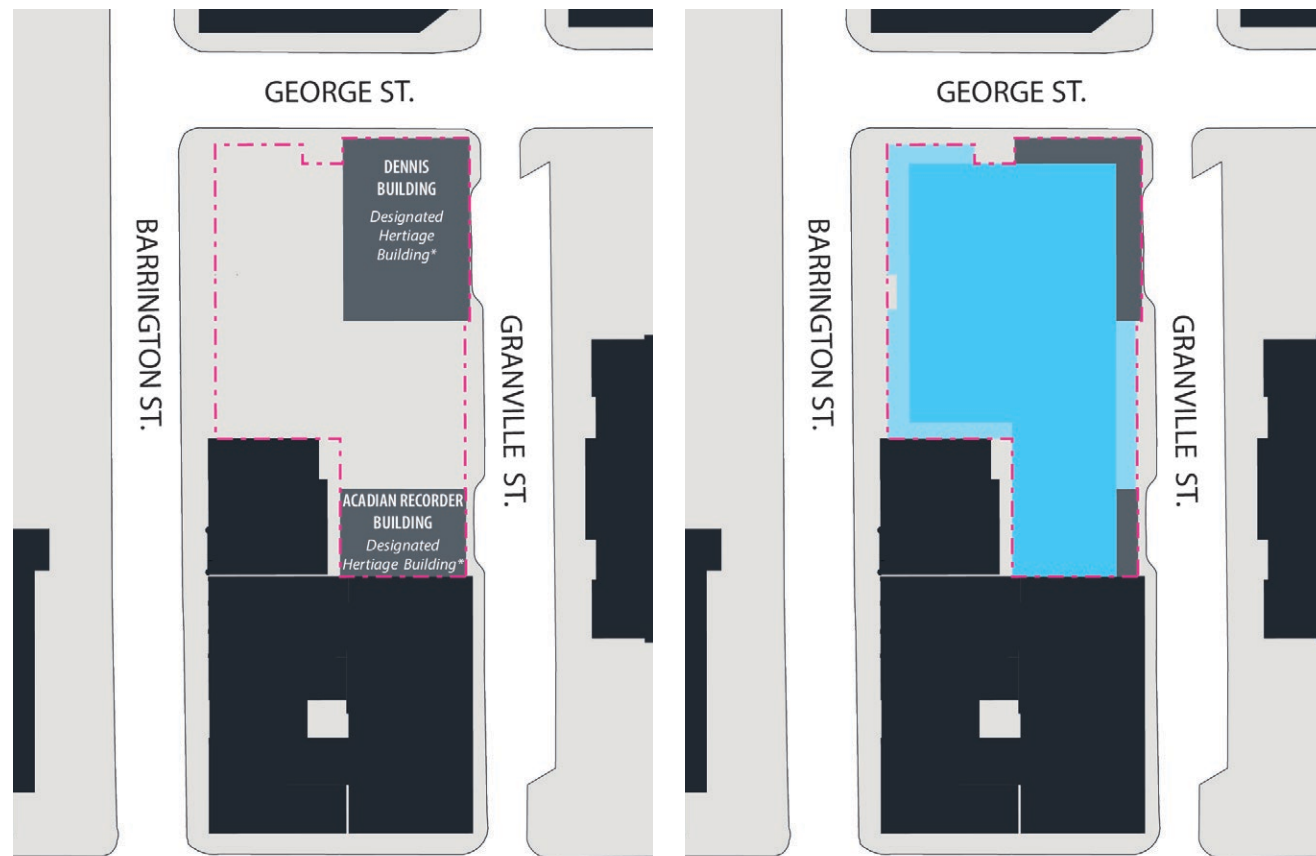 GEORGE ST.
DENNIS
BUILDING
Designated
Hertiage
Building*
BARRINGTON ST.
GRANVILLE ST.
ACADIAN RECORDER
BUILDING
Designated
Hertiage Building*
GEORGE ST.
BARRINGTON ST.
GRANVILLE ST.